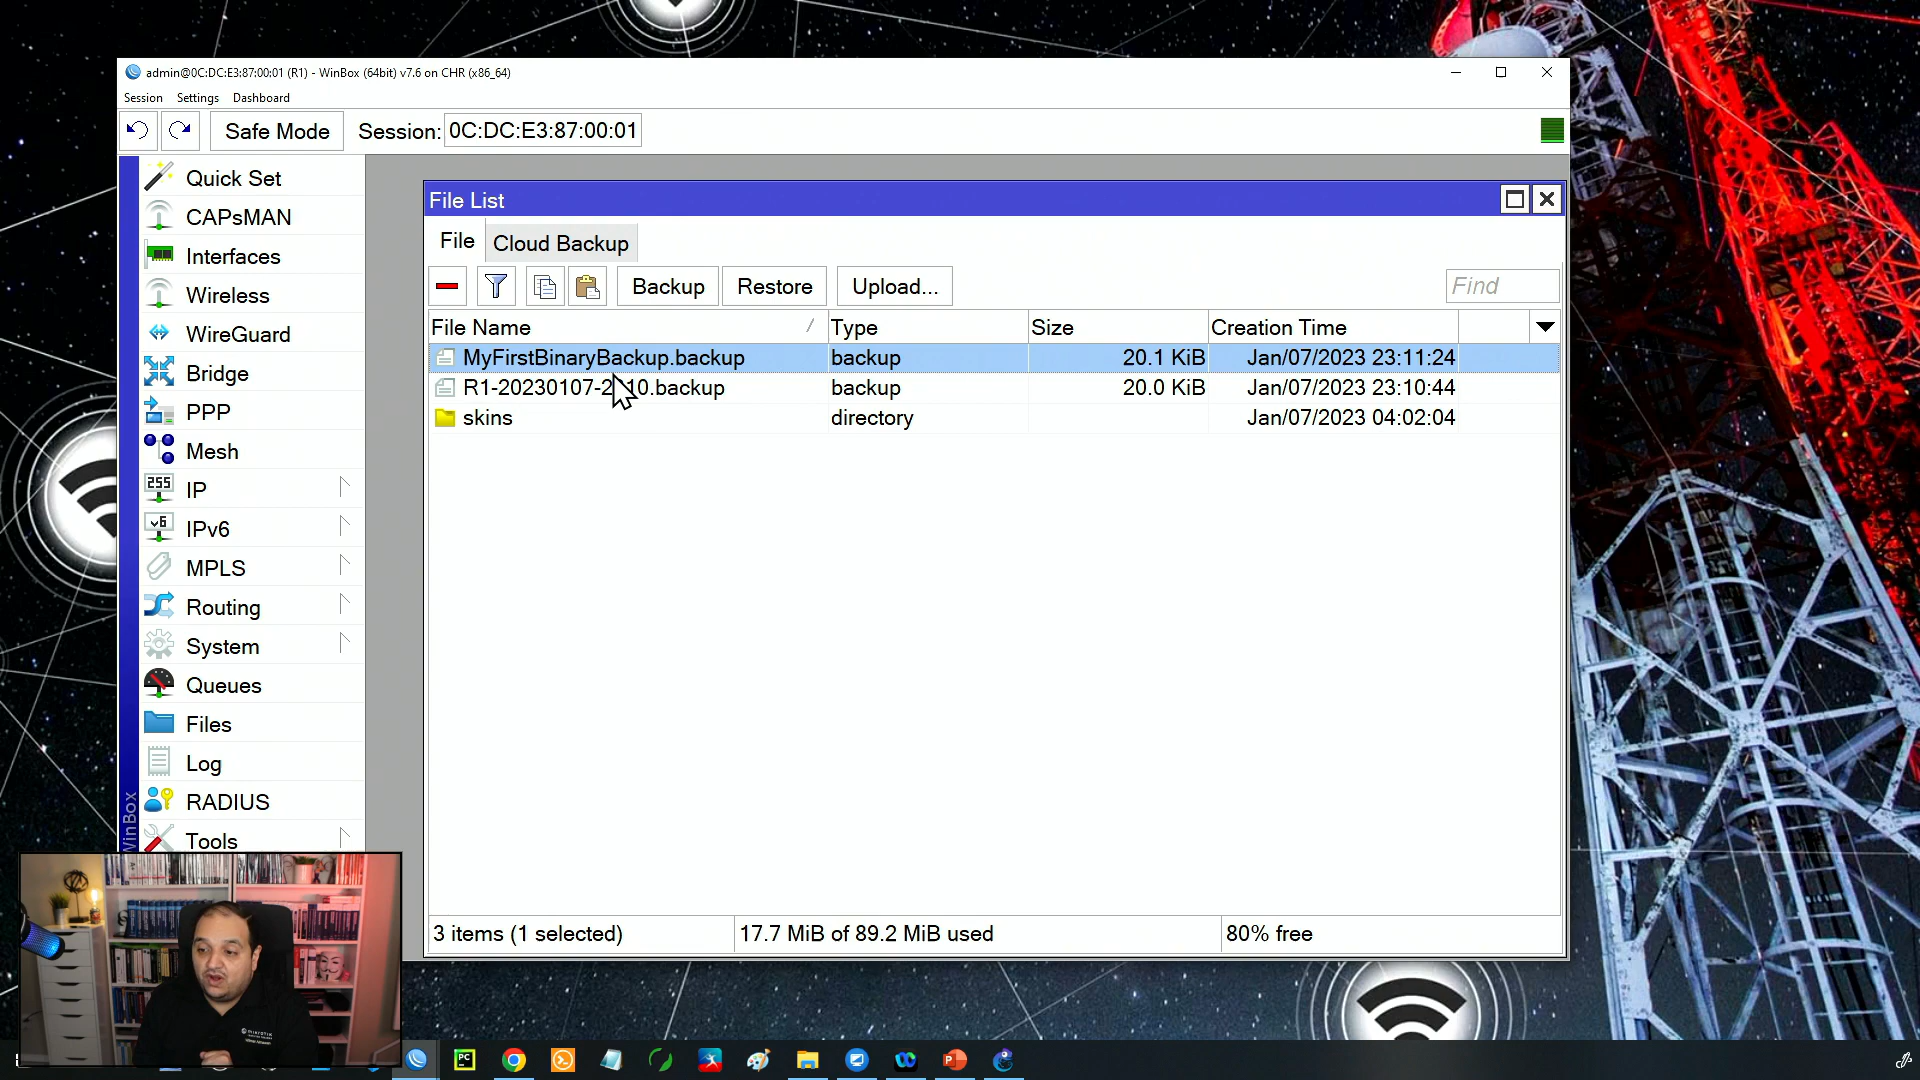 admin@0C:DC:E3:87:00:01 (R1) - WinBox (64bit) v7.6 on CHR (x86_64)
Session Settings Dashboard
Safe Mode Session: 0C:DC:E3:87:00:01
Quick Set
CAPsMAN
Interfaces
Wireless
WireGuard
Bridge
PPP
Mesh
255 IP
v6 IPv6
MPLS
Routing
System
Queues
Files
Log
RADIUS
Tools
WinBox
File List
File Cloud Backup
Backup Restore Upload... Find
File Name Type Size Creation Time
MyFirstBinaryBackup.backup backup 20.1 KiB Jan/07/2023 23:11:24
backup 20.0 KiB Jan/07/2023 23:10:44
skins directory Jan/07/2023 04:02:04
3 items (1 selected) 17.7 MiB of 89.2 MiB used 80% free
MIKROTIK
PC
P